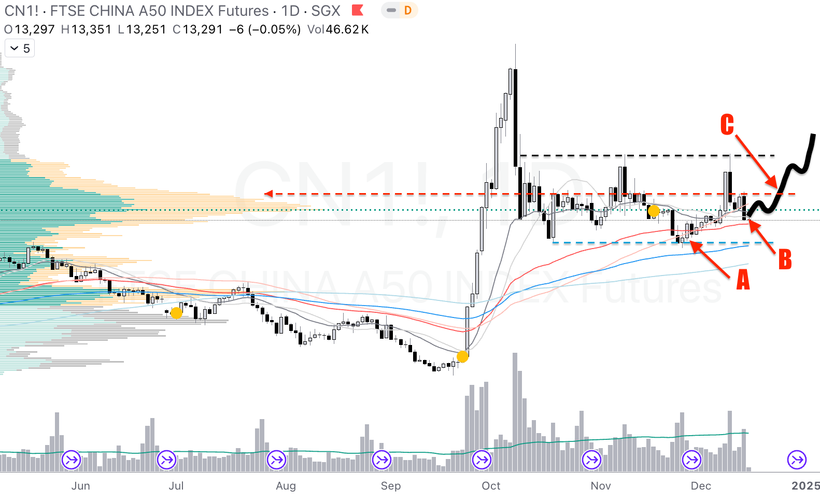 CN1! · FTSE CHINA A50 INDEX Futures · 1D · SGX D
O13,297 H13,351 L13,251 C13,291 −6 (−0.05%) Vol46.62K
5
CN1!, 1D
FTSE CHINA A50 INDEX Futures
C
B
A
Jun Jul Aug Sep Oct Nov Dec 2025